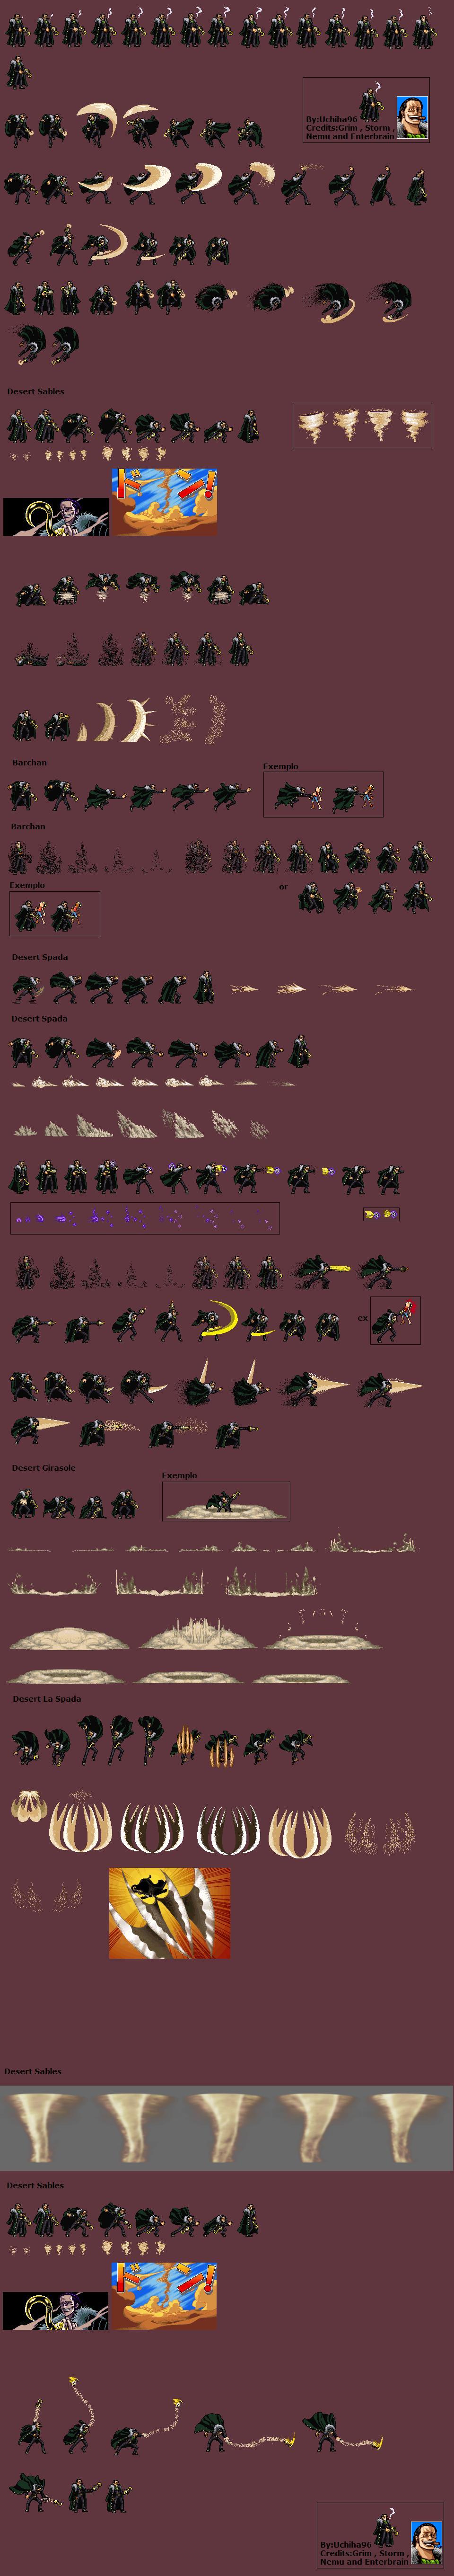 By:Uchiha96
Credits:Grim , Storm ,
Nemu and Enterbrain
Desert Sables
Barchan
Exemplo
Barchan
Exemplo
or
Desert Spada
Desert Spada
ex
Desert Girasole
Exemplo
Desert La Spada
Desert Sables
Desert Sables
By:Uchiha96
Credits:Grim , Storm ,
Nemu and Enterbrain